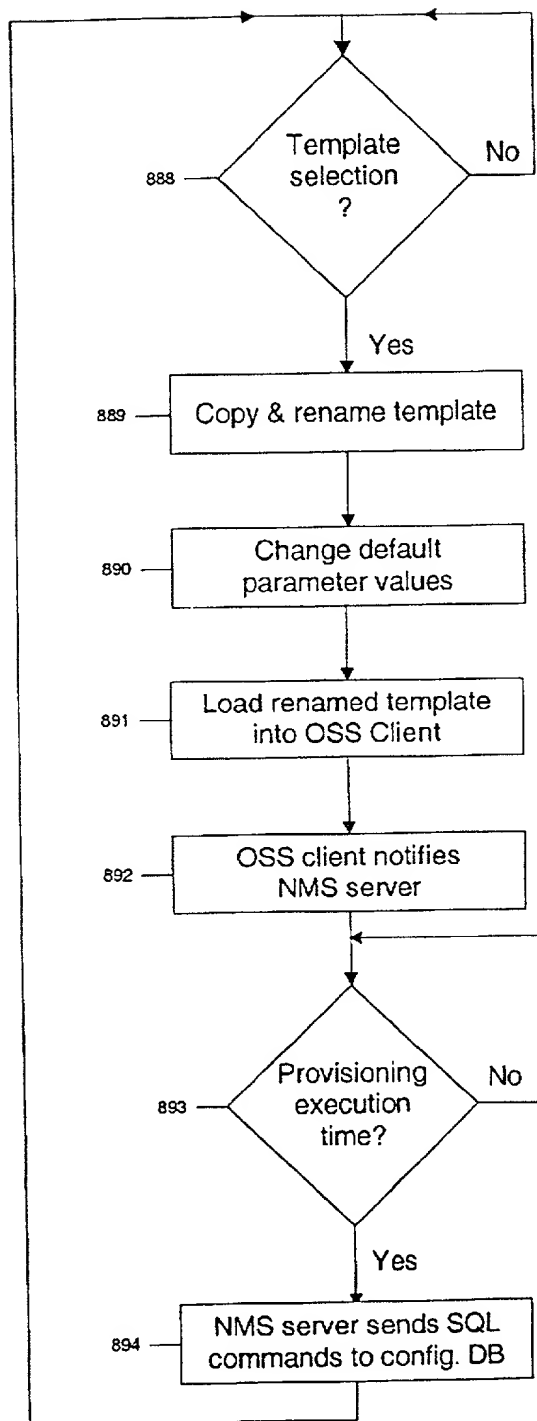 Template
selection
?
No
888
Yes
889
Copy & rename template
890
Change default
parameter values
891
Load renamed template
into OSS Client
892
OSS client notifies
NMS server
893
Provisioning
execution
time?
No
Yes
894
NMS server sends SQL
commands to config. DB